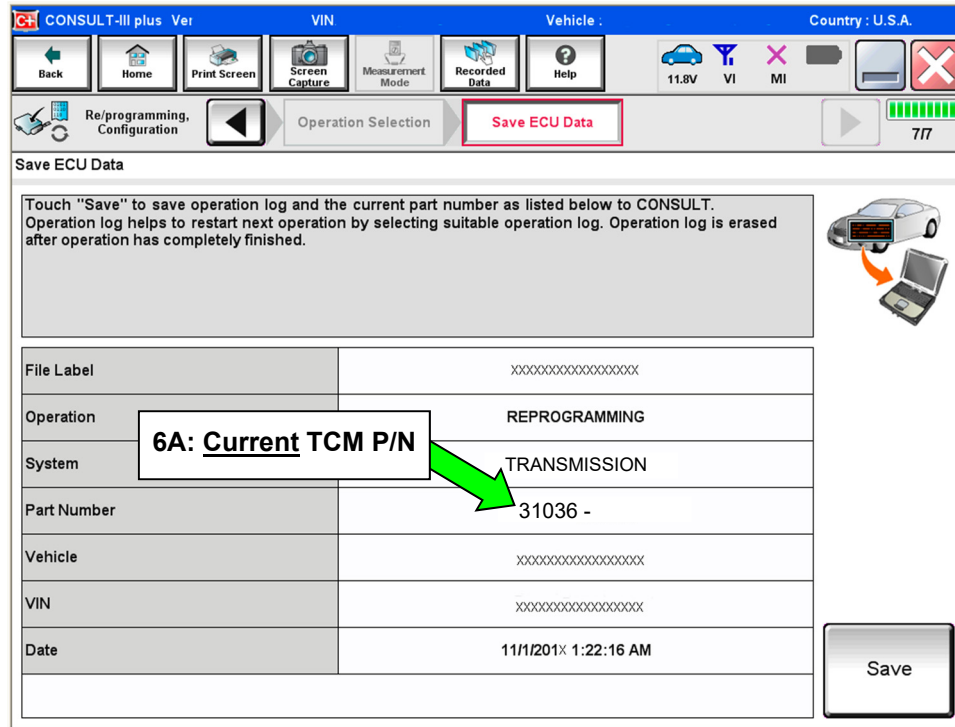 C+ CONSULT-III plus Ver VIN Vehicle : Country : U.S.A.
Back Home Print Screen Screen Capture Measurement Mode Recorded Data Help 11.8V VI MI
Re/programming, Configuration Operation Selection Save ECU Data 7/7
Save ECU Data
Touch "Save" to save operation log and the current part number as listed below to CONSULT.
Operation log helps to restart next operation by selecting suitable operation log. Operation log is erased
after operation has completely finished.
File Label XXXXXXXXXXXXXXXXX
Operation REPROGRAMMING
6A: Current TCM P/N
System TRANSMISSION
Part Number 31036 -
Vehicle XXXXXXXXXXXXXXXXX
VIN XXXXXXXXXXXXXXXXX
Date 11/1/201X 1:22:16 AM
Save